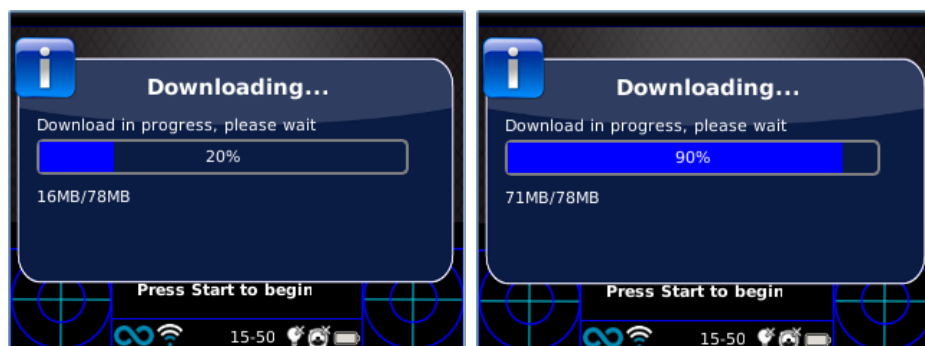 Downloading...
Download in progress, please wait
20%
16MB/78MB
Press Start to begin
15-50
Downloading...
Download in progress, please wait
90%
71MB/78MB
Press Start to begin
15-50